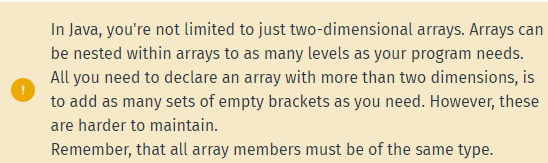 In Java, you're not limited to just two-dimensional arrays. Arrays can
be nested within arrays to as many levels as your program needs.
All you need to declare an array with more than two dimensions, is
to add as many sets of empty brackets as you need. However, these
are harder to maintain.
Remember, that all array members must be of the same type.